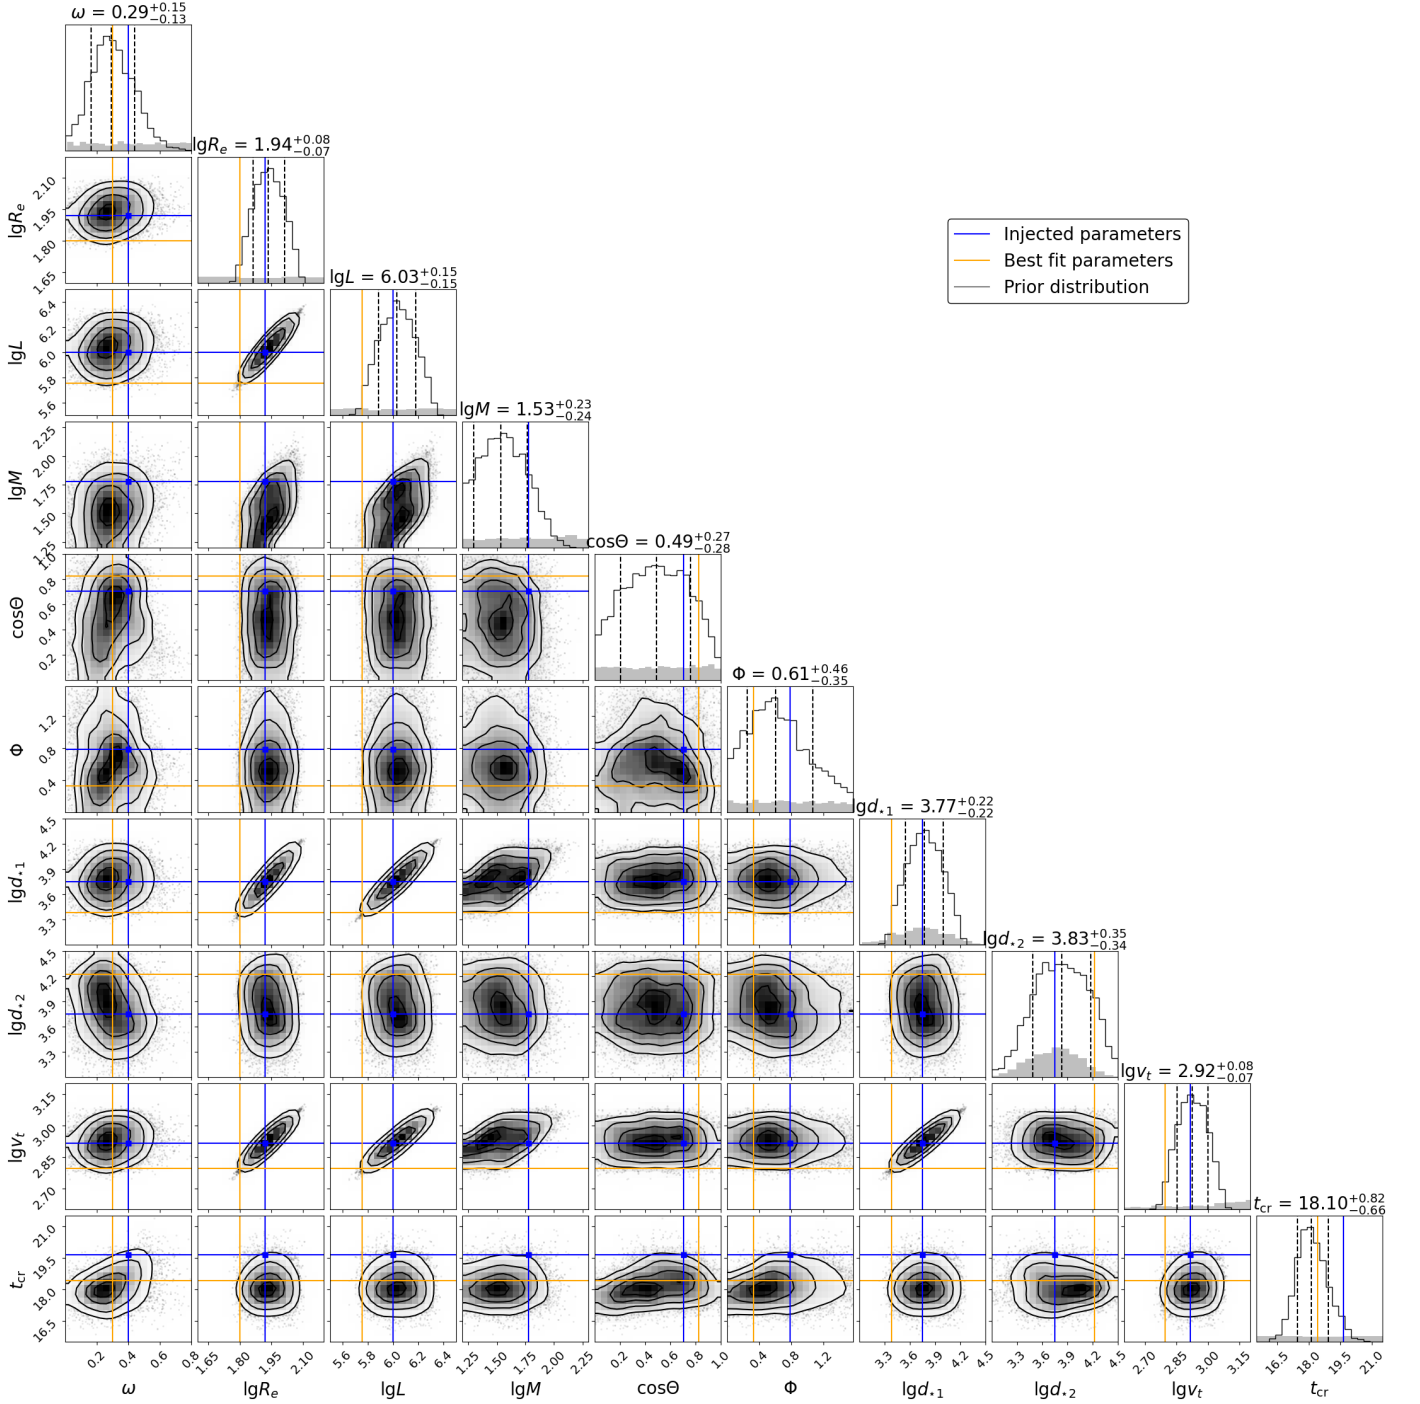 ω = 0.29+0.15 −0.13
lgRe = 1.94+0.08 −0.07
lgL = 6.03+0.15 −0.15
lgM = 1.53+0.23 −0.24
cosΘ = 0.49+0.27 −0.28
Φ = 0.61+0.46 −0.35
lgd*1 = 3.77+0.22 −0.22
lgd*2 = 3.83+0.35 −0.34
lgvt = 2.92+0.08 −0.07
tcr = 18.10+0.82 −0.66
Injected parameters
Best fit parameters
Prior distribution
lgRe
2.10
1.95
1.80
1.65
lgL
6.4
6.2
6.0
5.8
5.6
lgM
2.25
2.00
1.75
1.50
1.25
cosΘ
1.0
0.8
0.6
0.4
0.2
Φ
1.6
1.2
0.8
0.4
lgd*1
4.5
4.2
3.9
3.6
3.3
lgd*2
4.5
4.2
3.9
3.6
3.3
lgvt
3.15
3.00
2.85
2.70
tcr
21.0
19.5
18.0
16.5
0.2 0.4 0.6 0.8
1.65 1.80 1.95 2.10
5.6 5.8 6.0 6.2 6.4
1.25 1.50 1.75 2.00 2.25
0.2 0.4 0.6 0.8 1.0
0.4 0.8 1.2
3.3 3.6 3.9 4.2 4.5
3.3 3.6 3.9 4.2 4.5
2.70 2.85 3.00 3.15
16.5 18.0 19.5 21.0
ω lgRe lgL lgM cosΘ Φ lgd*1 lgd*2 lgvt tcr